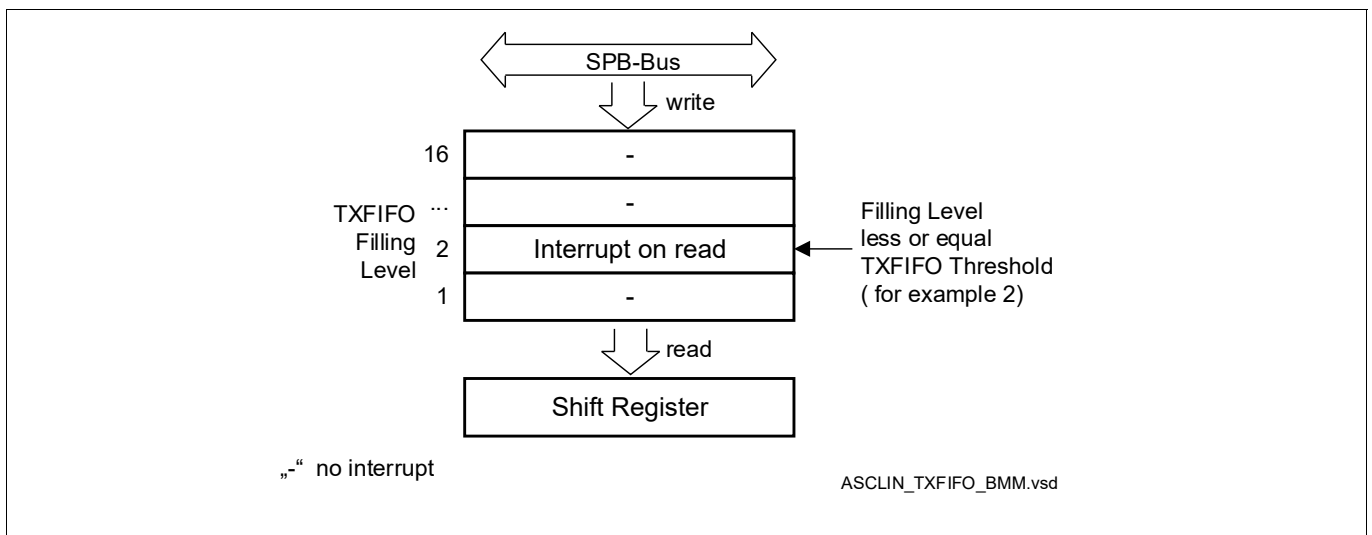 SPB-Bus
write
16
-
...
-
TXFIFO
Filling
Level
2
Interrupt on read
1
-
Filling Level
less or equal
TXFIFO Threshold
( for example 2)
read
Shift Register
„-“ no interrupt
ASCLIN_TXFIFO_BMM.vsd